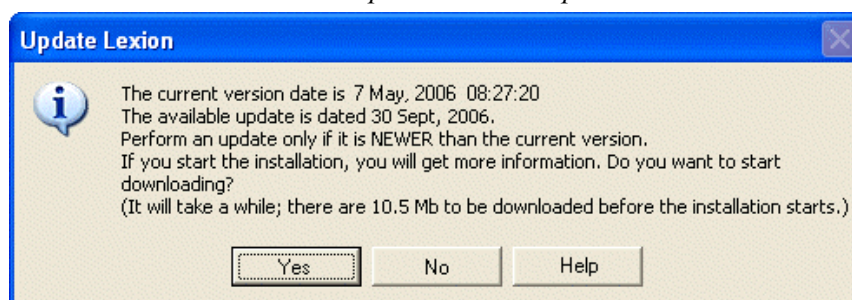 Update Lexion
The current version date is 7 May, 2006 08:27:20
The available update is dated 30 Sept, 2006.
Perform an update only if it is NEWER than the current version.
If you start the installation, you will get more information. Do you want to start
downloading?
(It will take a while; there are 10.5 Mb to be downloaded before the installation starts.)
Yes No Help